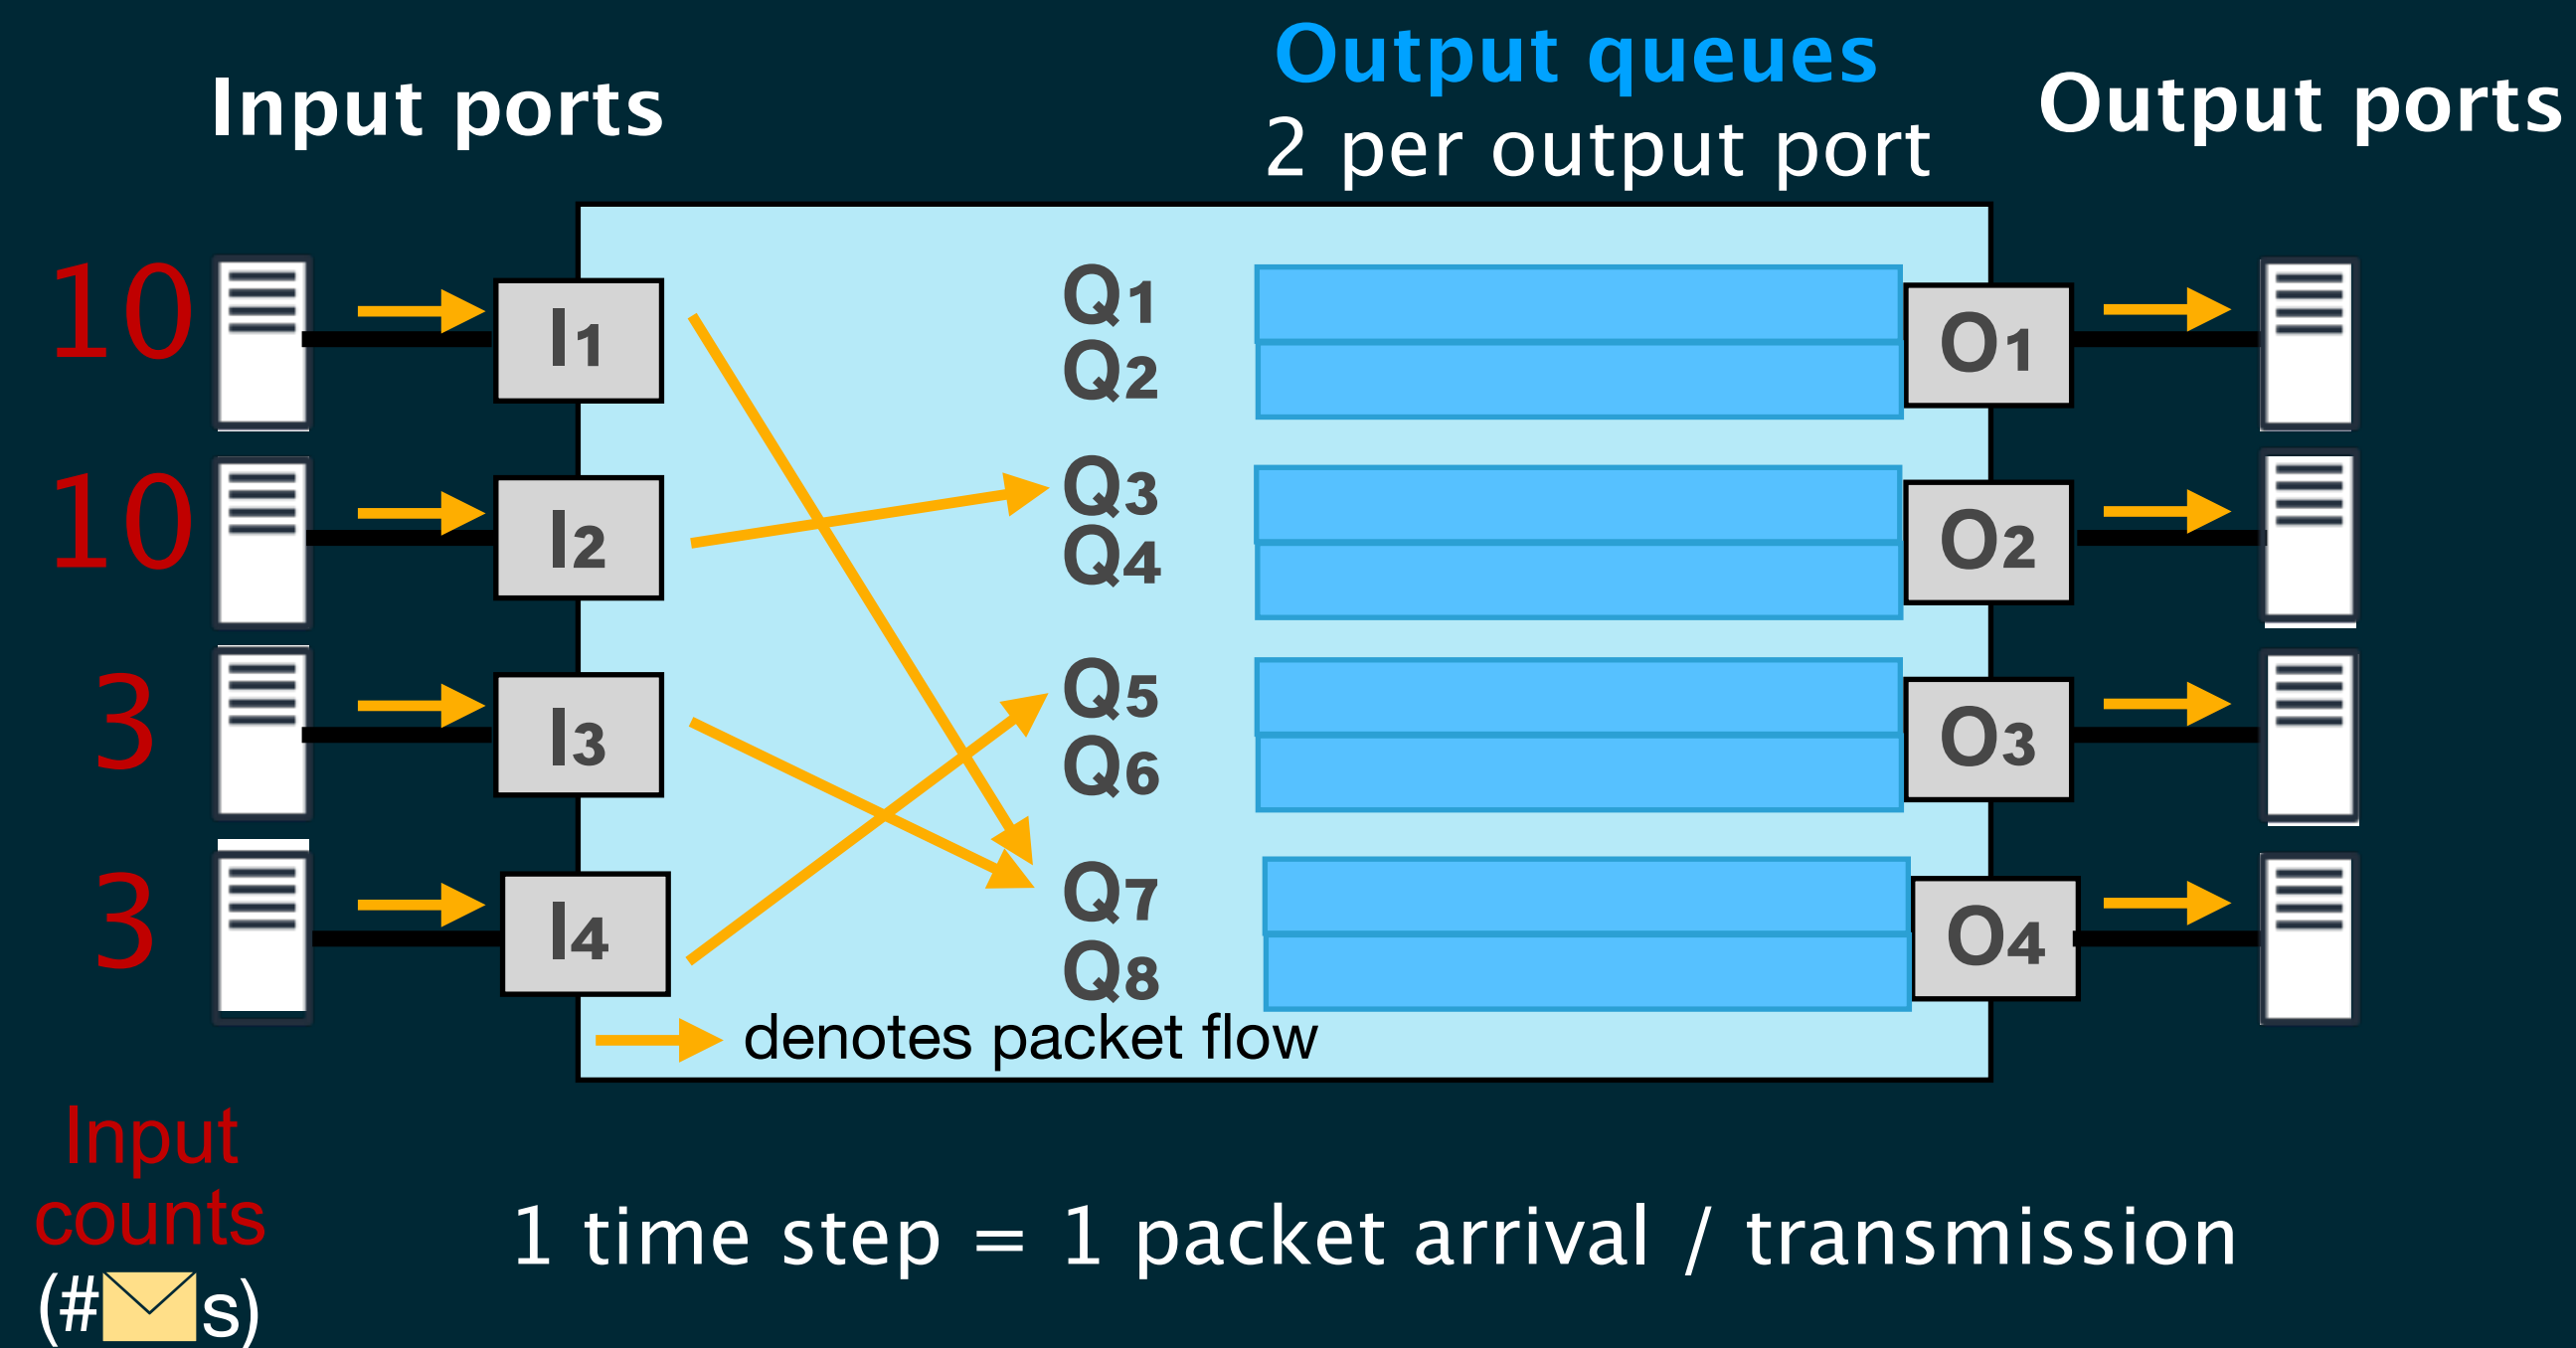 Output queues
Input ports
2 per output port
Output ports
10
I1
Q1
Q2
O1
10
I2
Q3
Q4
O2
3
I3
Q5
Q6
O3
3
I4
Q7
Q8
O4
denotes packet flow
Input
counts
(# s)
1 time step = 1 packet arrival / transmission